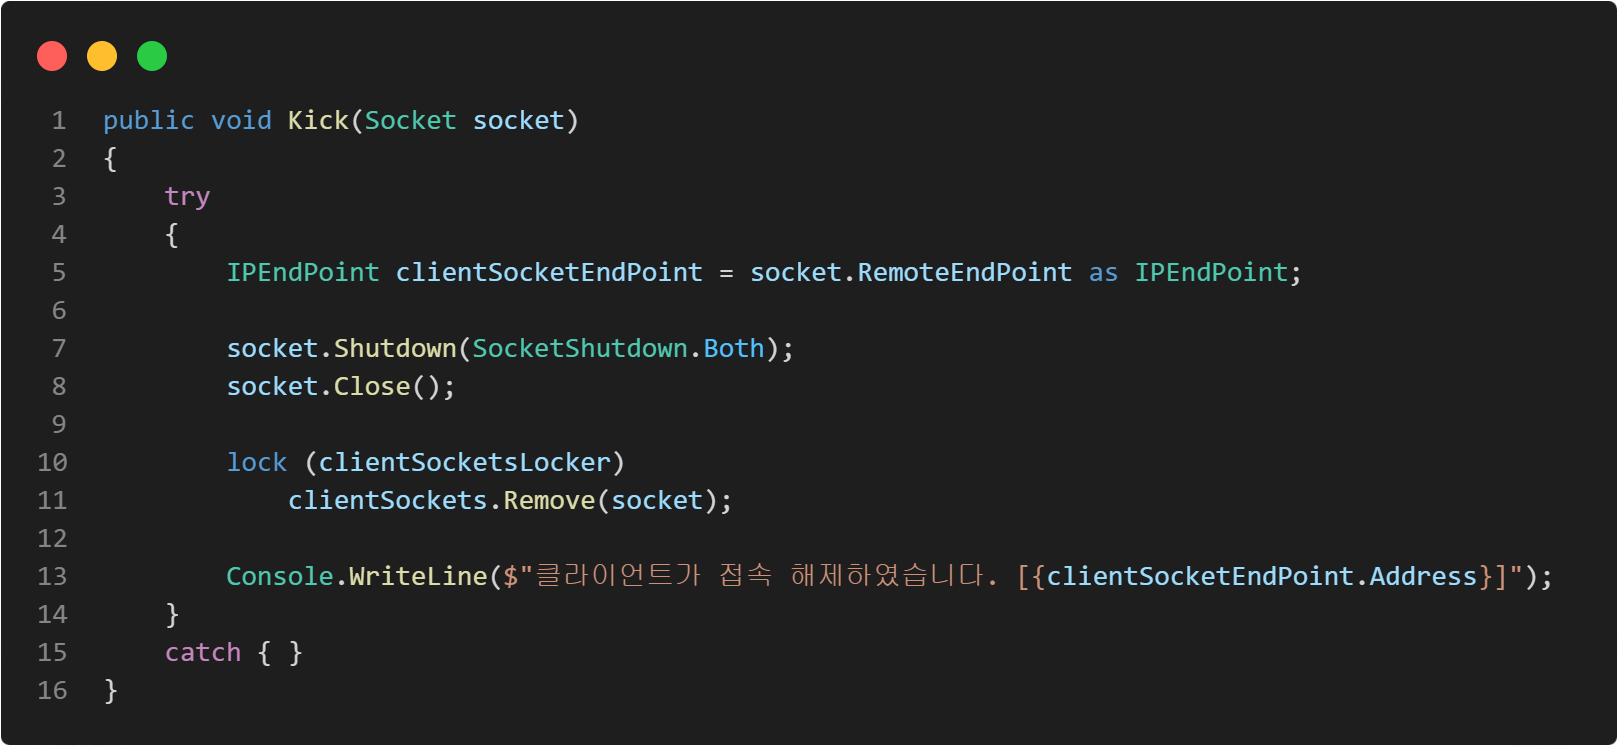 1 public void Kick(Socket socket)
2 {
3     try
4     {
5         IPEndPoint clientSocketEndPoint = socket.RemoteEndPoint as IPEndPoint;
6
7         socket.Shutdown(SocketShutdown.Both);
8         socket.Close();
9
10         lock (clientSocketsLocker)
11             clientSockets.Remove(socket);
12
13         Console.WriteLine($"클라이언트가 접속 해제하였습니다. [{clientSocketEndPoint.Address}]");
14     }
15     catch { }
16 }